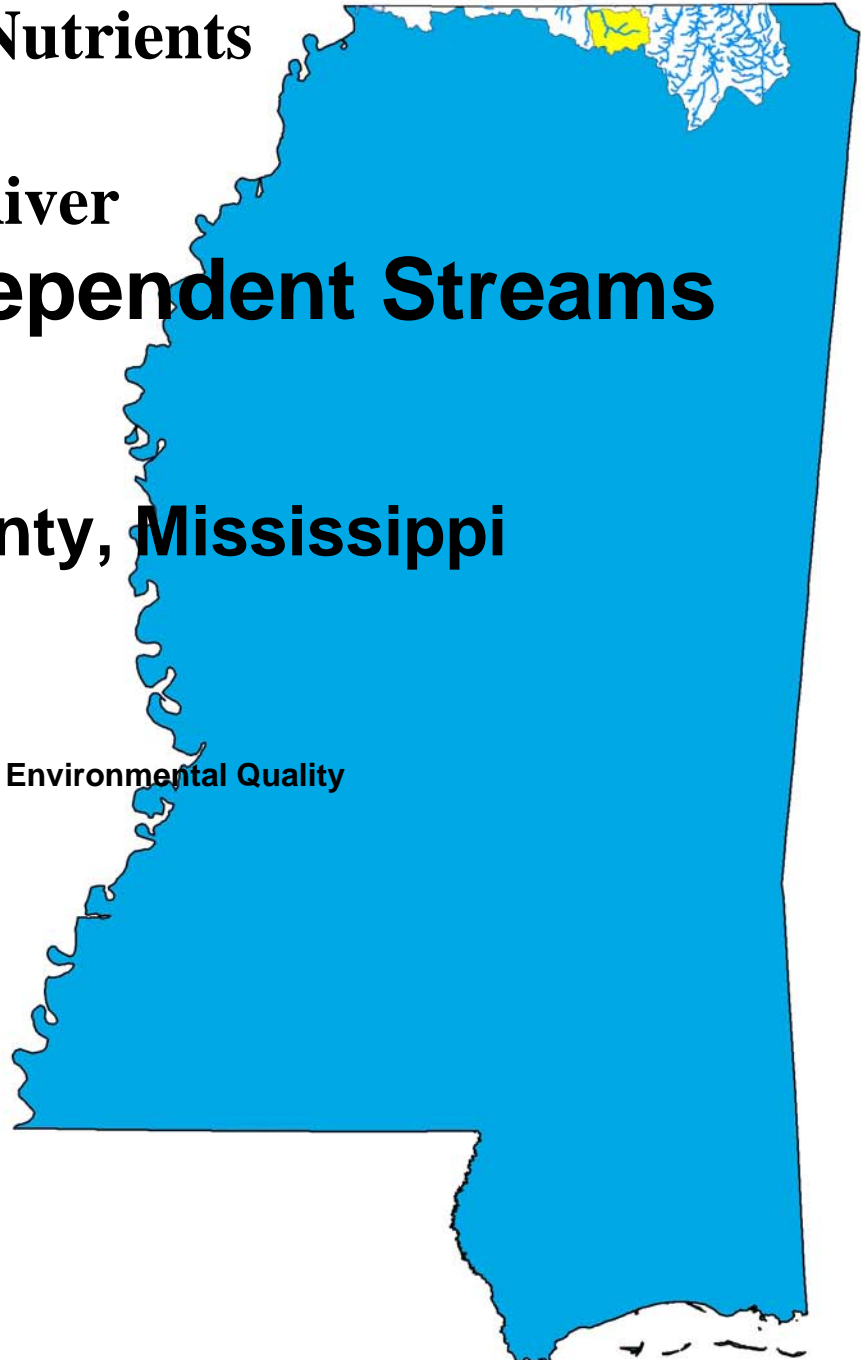 Nutrients
iver
ependent Streams
nty, Mississippi
Environmental Quality